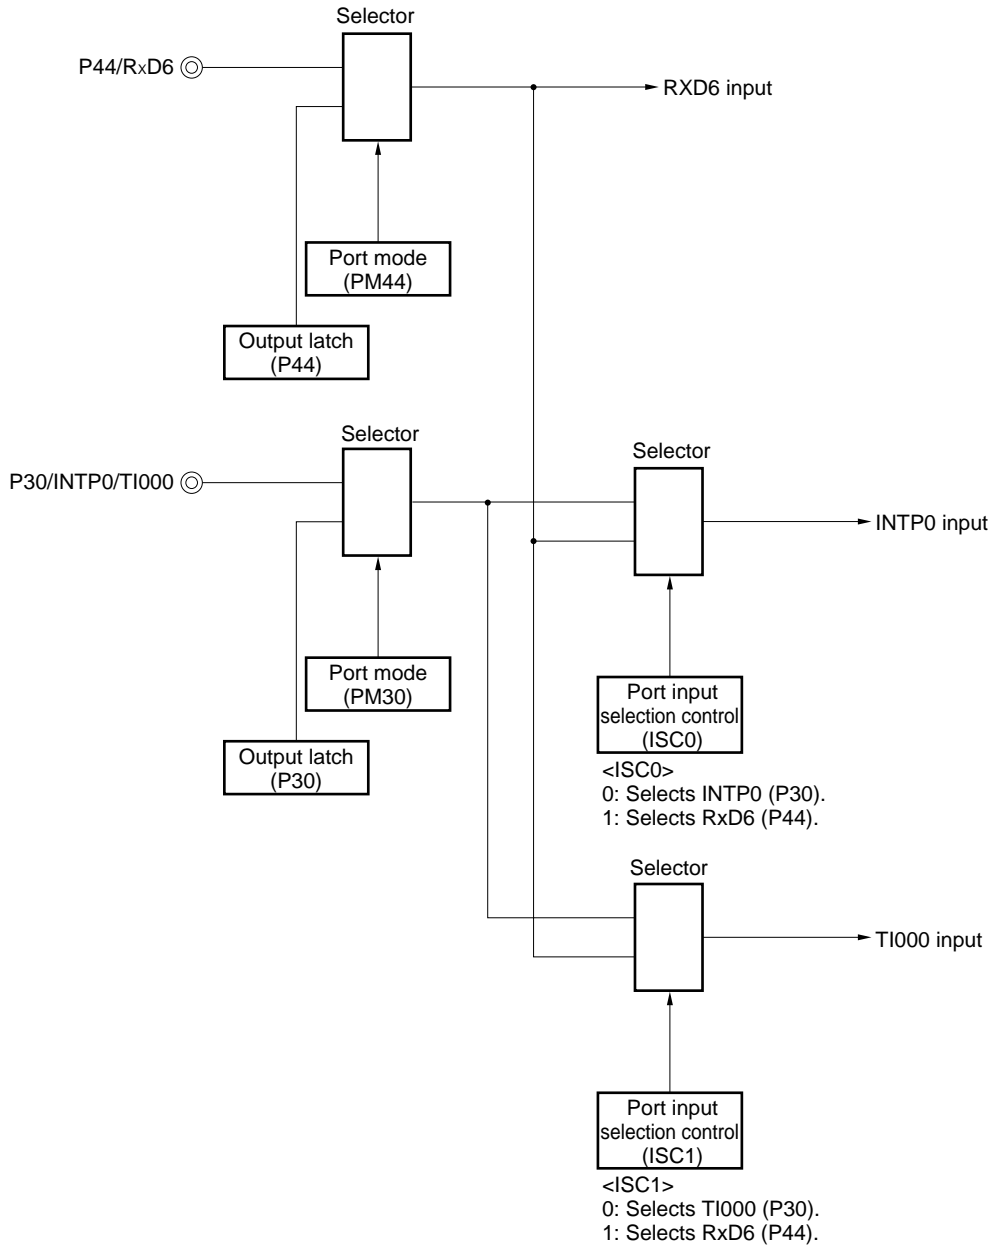 Selector
P44/RxD6
RXD6 input
Port mode
(PM44)
Output latch
(P44)
Selector
P30/INTP0/TI000
Selector
INTP0 input
Port mode
(PM30)
Output latch
(P30)
Port input
selection control
(ISC0)
<ISC0>
0: Selects INTP0 (P30).
1: Selects RxD6 (P44).
Selector
TI000 input
Port input
selection control
(ISC1)
<ISC1>
0: Selects TI000 (P30).
1: Selects RxD6 (P44).